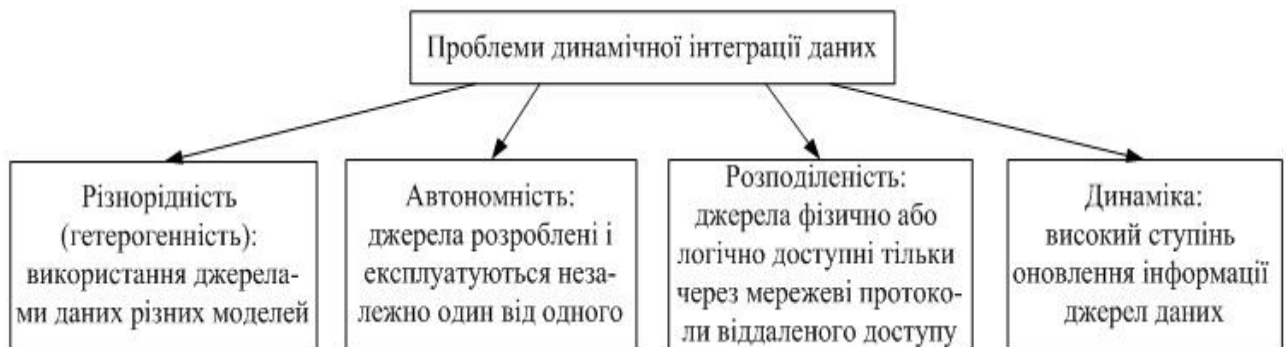 Проблеми динамічної інтеграції даних
Різнорідність
(гетерогенність):
використання джерела-
ми даних різних моделей
Автономність:
джерела розроблені і
експлуатуються неза-
лежно один від одного
Розподіленість:
джерела фізично або
логічно доступні тільки
через мережеві протоко-
ли віддаленого доступу
Динаміка:
високий ступінь
оновлення інформації
джерел даних